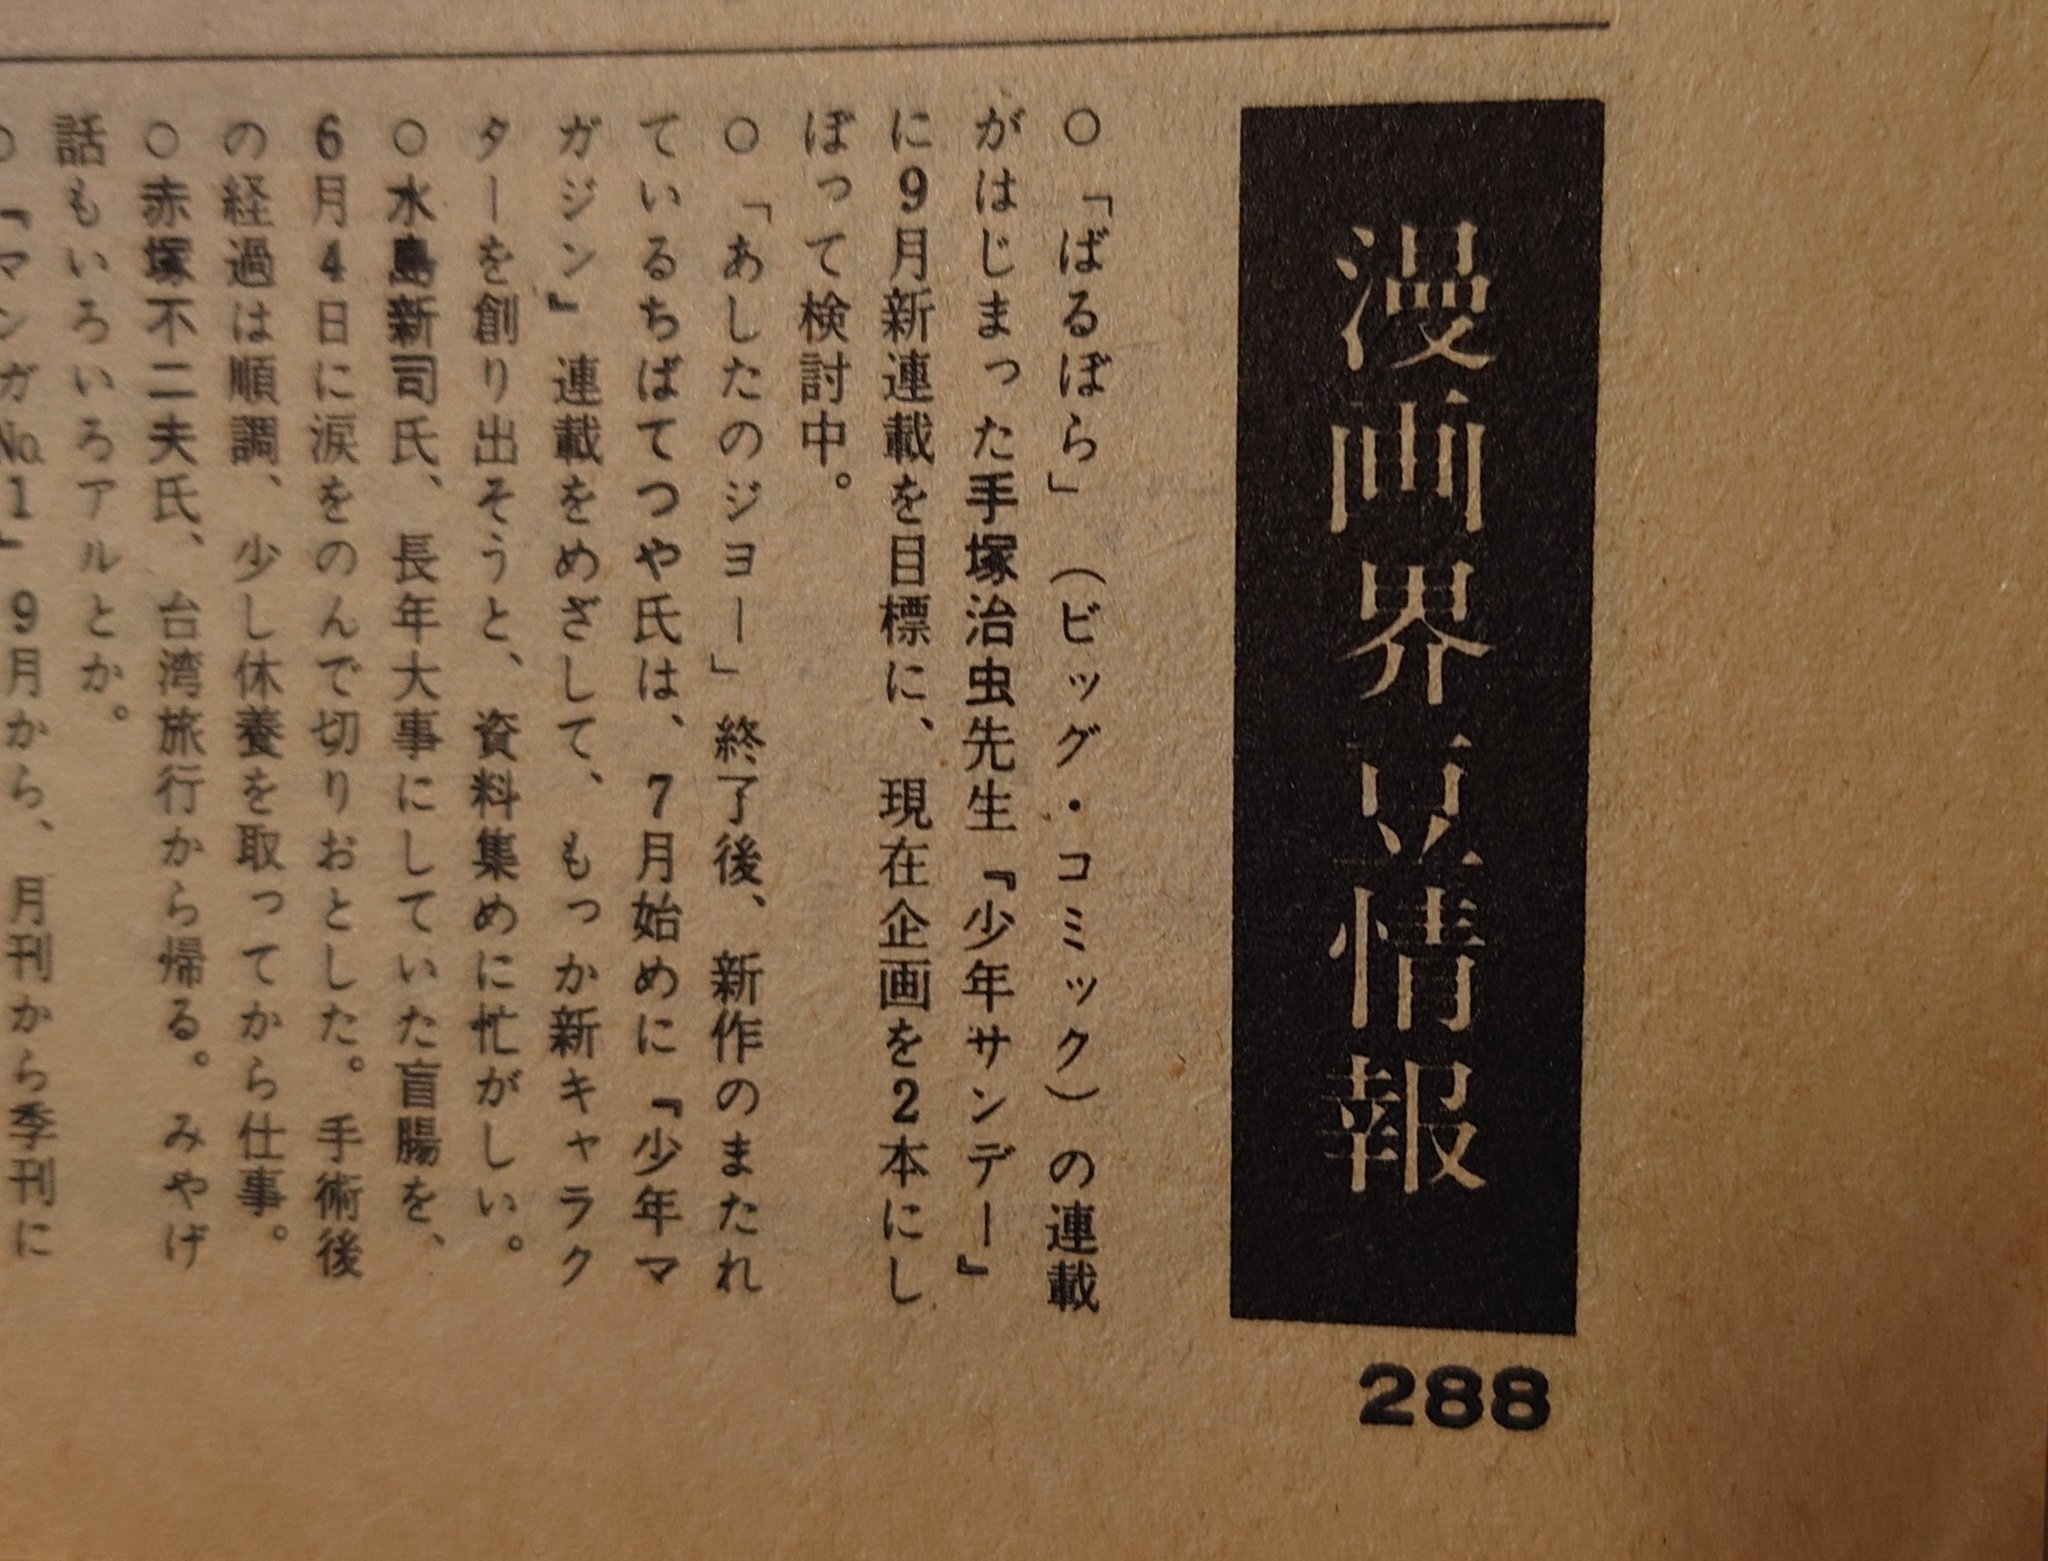 漫画界豆情報
○「ばるぼら」（ビッグ・コミック）の連載
がはじまった手塚治虫先生『少年サンデー』
に9月新連載を目標に、現在企画を2本にし
ぼって検討中。
○「あしたのジョー」終了後、新作のまたれ
ているちばてつや氏は、7月始めに『少年マ
ガジン』連載をめざして、もっか新キャラク
ターを創り出そうと、資料集めに忙がしい。
○水島新司氏、長年大事にしていた盲腸を、
6月4日に涙をのんで切りおとした。手術後
の経過は順調、少し休養を取ってから仕事。
○赤塚不二夫氏、台湾旅行から帰る。みやげ
話もいろいろアルとか。
○『マンガNo.1』9月から、月刊から季刊に
288